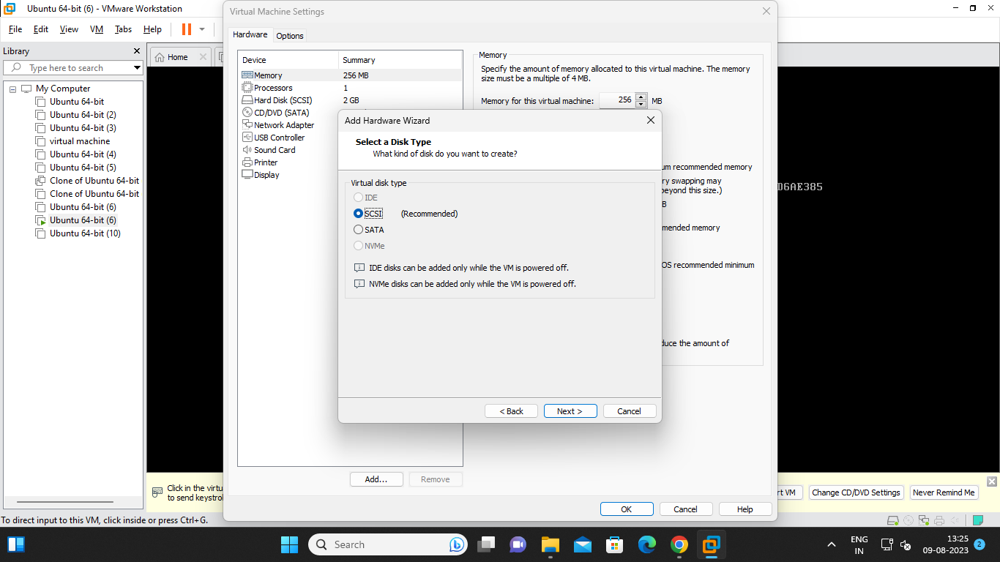 Ubuntu 64-bit (6) - VMware Workstation
File Edit View VM Tabs Help
Library
Type here to search
My Computer
Ubuntu 64-bit
Ubuntu 64-bit (2)
Ubuntu 64-bit (3)
virtual machine
Ubuntu 64-bit (4)
Ubuntu 64-bit (5)
Clone of Ubuntu 64-bit
Clone of Ubuntu 64-bit
Ubuntu 64-bit (6)
Ubuntu 64-bit (6)
Ubuntu 64-bit (10)
Home
Virtual Machine Settings
Hardware Options
Device Summary
Memory 256 MB
Processors 1
Hard Disk (SCSI) 2 GB
CD/DVD (SATA)
Network Adapter
USB Controller
Sound Card
Printer
Display
Add... Remove
Memory
Specify the amount of memory allocated to this virtual machine. The memory
size must be a multiple of 4 MB.
Memory for this virtual machine: 256 MB
um recommended memory
ry swapping may
beyond this size.)
B
mended memory
OS recommended minimum
duce the amount of
D6AE385
Add Hardware Wizard
Select a Disk Type
What kind of disk do you want to create?
Virtual disk type
IDE
SCSI (Recommended)
SATA
NVMe
IDE disks can be added only while the VM is powered off.
NVMe disks can be added only while the VM is powered off.
< Back Next > Cancel
OK Cancel Help
Click in the virtu
to send keystro
rt VM Change CD/DVD Settings Never Remind Me
To direct input to this VM, click inside or press Ctrl+G.
Search
ENG
IN
13:25
09-08-2023
2